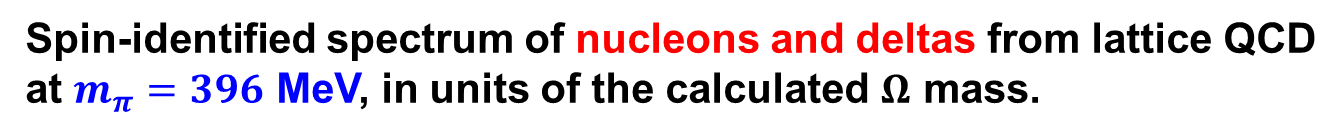 Spin-identified spectrum of nucleons and deltas from lattice QCD
at 𝒎𝝅 = 𝟑𝟗𝟔 MeV, in units of the calculated Ω mass.